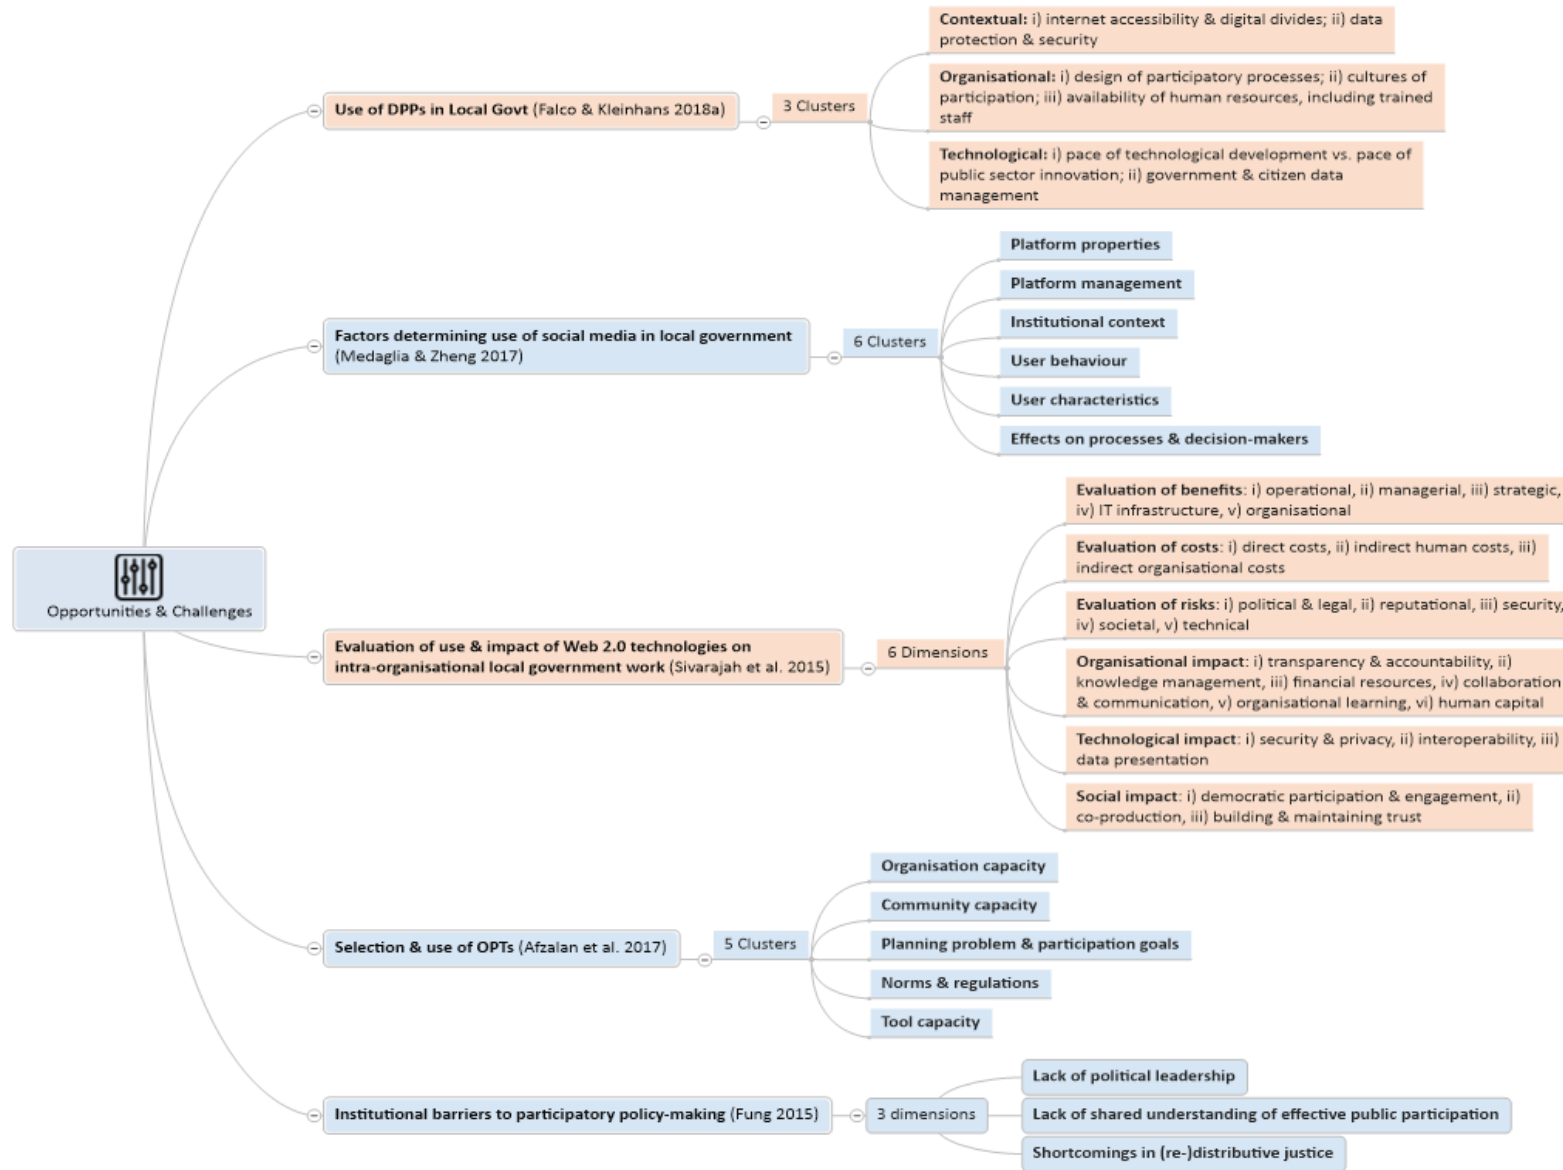 Opportunities & Challenges
Use of DPPs in Local Govt (Falco & Kleinhans 2018a)
3 Clusters
Contextual: i) internet accessibility & digital divides; ii) data
protection & security
Organisational: i) design of participatory processes; ii) cultures of
participation; iii) availability of human resources, including trained
staff
Technological: i) pace of technological development vs. pace of
public sector innovation; ii) government & citizen data
management
Factors determining use of social media in local government
(Medaglia & Zheng 2017)
6 Clusters
Platform properties
Platform management
Institutional context
User behaviour
User characteristics
Effects on processes & decision-makers
Evaluation of use & impact of Web 2.0 technologies on
intra-organisational local government work (Sivarajah et al. 2015)
6 Dimensions
Evaluation of benefits: i) operational, ii) managerial, iii) strategic,
iv) IT infrastructure, v) organisational
Evaluation of costs: i) direct costs, ii) indirect human costs, iii)
indirect organisational costs
Evaluation of risks: i) political & legal, ii) reputational, iii) security,
iv) societal, v) technical
Organisational impact: i) transparency & accountability, ii)
knowledge management, iii) financial resources, iv) collaboration
& communication, v) organisational learning, vi) human capital
Technological impact: i) security & privacy, ii) interoperability, iii)
data presentation
Social impact: i) democratic participation & engagement, ii)
co-production, iii) building & maintaining trust
Selection & use of OPTs (Afzalan et al. 2017)
5 Clusters
Organisation capacity
Community capacity
Planning problem & participation goals
Norms & regulations
Tool capacity
Institutional barriers to participatory policy-making (Fung 2015)
3 dimensions
Lack of political leadership
Lack of shared understanding of effective public participation
Shortcomings in (re-)distributive justice